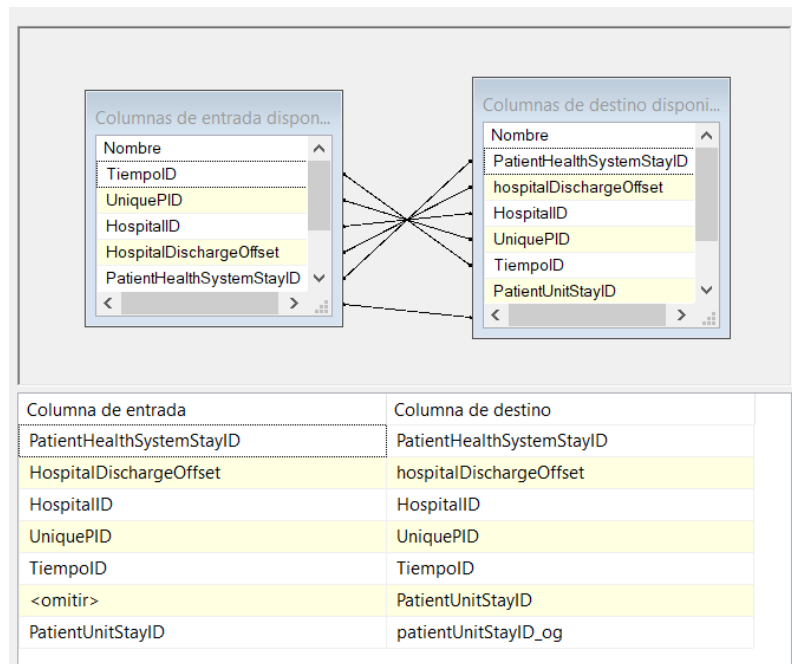 Columnas de entrada dispon...
Nombre
TiempoID
UniquePID
HospitalID
HospitalDischargeOffset
PatientHealthSystemStayID
Columnas de destino disponi...
Nombre
PatientHealthSystemStayID
hospitalDischargeOffset
HospitalID
UniquePID
TiempoID
PatientUnitStayID
Columna de entrada Columna de destino
PatientHealthSystemStayID PatientHealthSystemStayID
HospitalDischargeOffset hospitalDischargeOffset
HospitalID HospitalID
UniquePID UniquePID
TiempoID TiempoID
<omitir> PatientUnitStayID
PatientUnitStayID patientUnitStayID_og